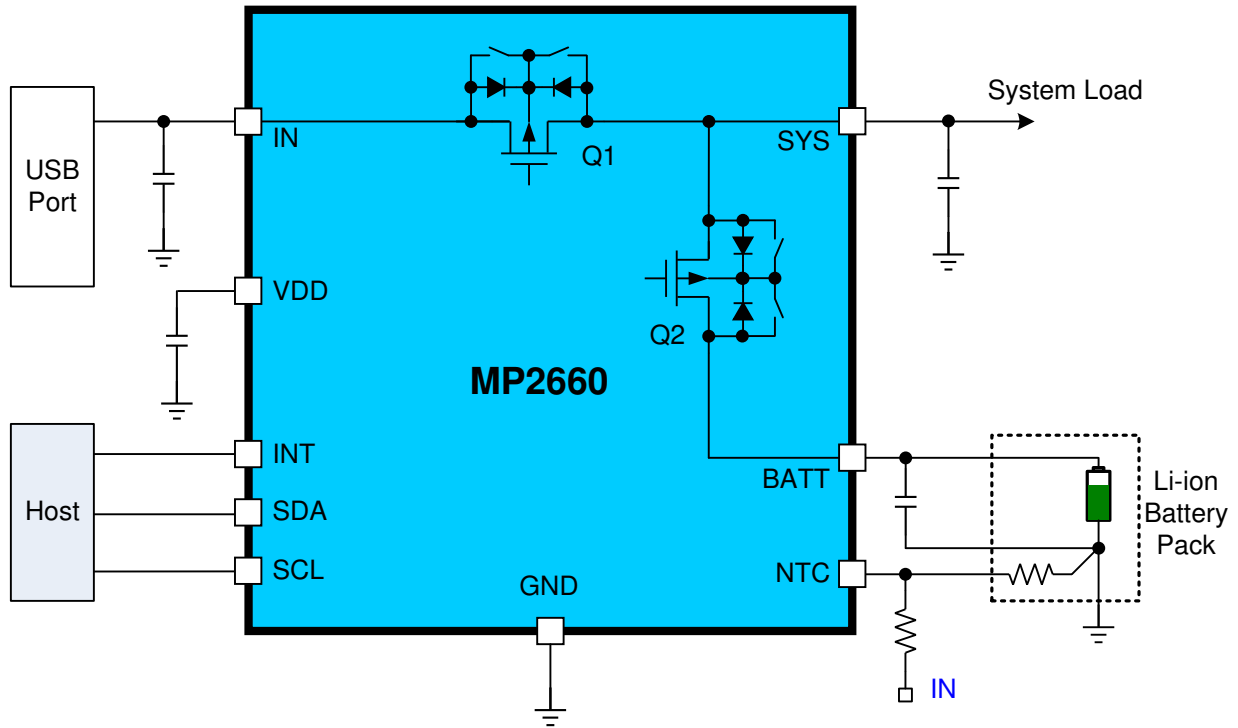 System Load
USB
Port
IN
Q1
SYS
VDD
Q2
MP2660
Host
INT
SDA
SCL
BATT
Li-ion
Battery
Pack
NTC
GND
IN